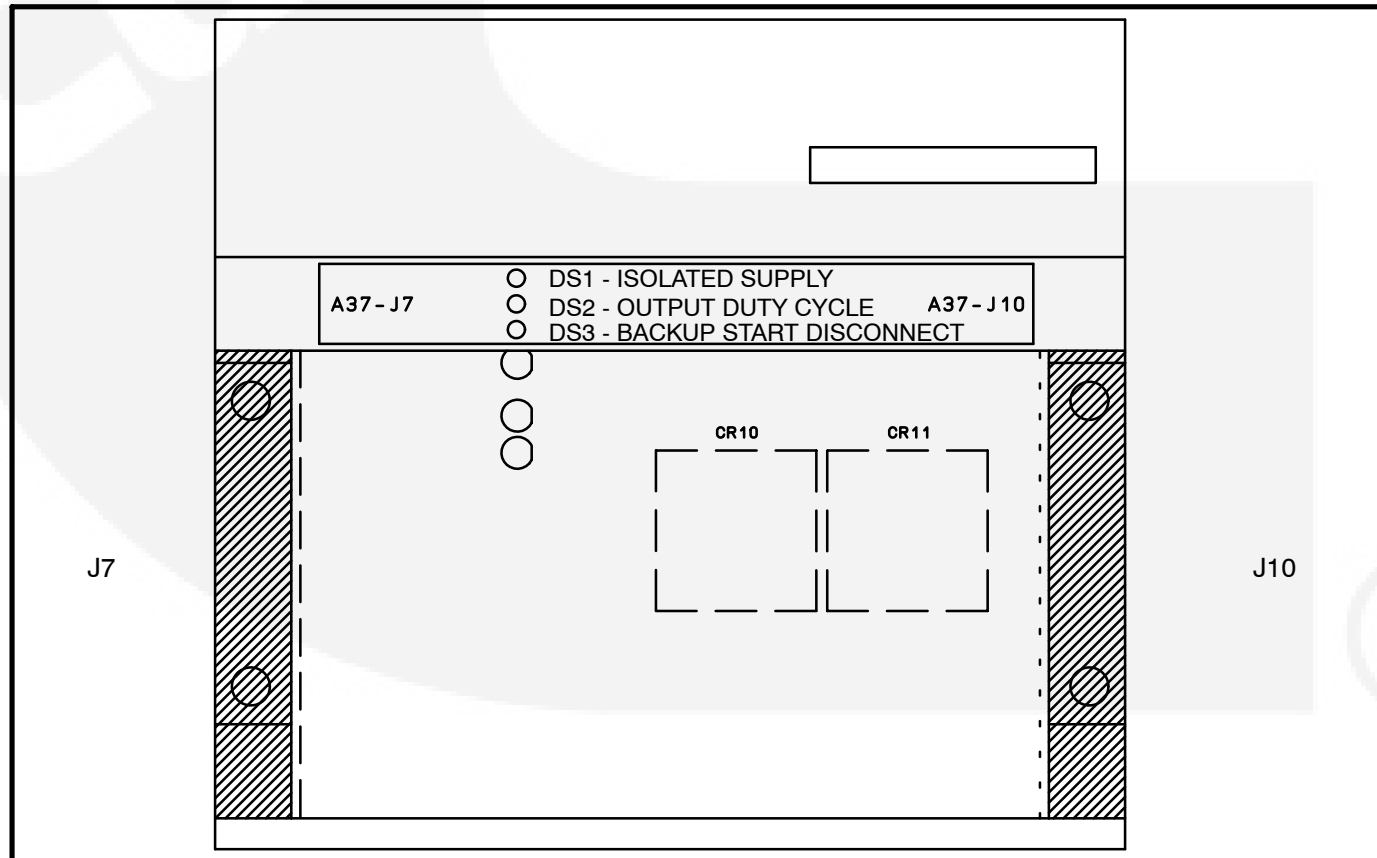 DS1 - ISOLATED SUPPLY
A37-J7
DS2 - OUTPUT DUTY CYCLE
A37-J10
DS3 - BACKUP START DISCONNECT
CR10
CR11
J7
J10